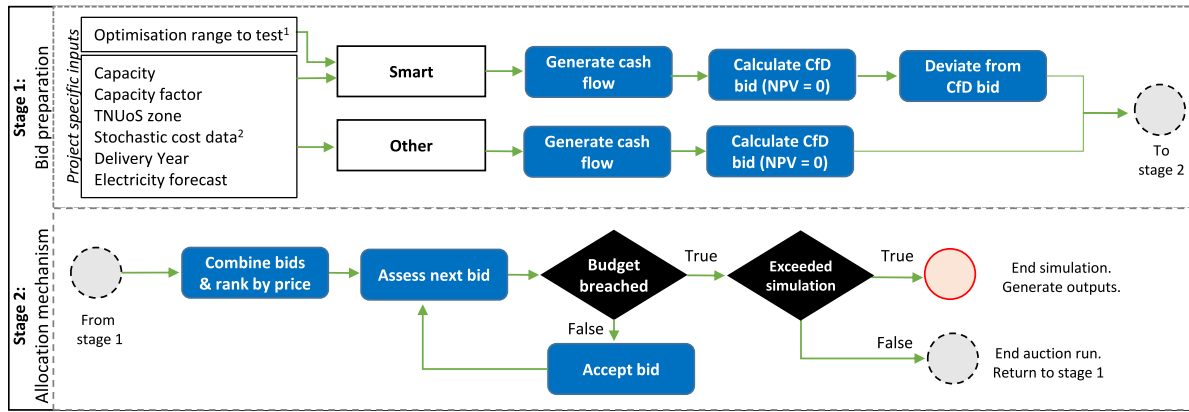 Stage 1:
Bid preparation
Project specific inputs
Optimisation range to test1
Capacity
Capacity factor
TNUoS zone
Stochastic cost data2
Delivery Year
Electricity forecast
Smart
Generate cash
flow
Calculate CfD
bid (NPV = 0)
Deviate from
CfD bid
Other
Generate cash
flow
Calculate CfD
bid (NPV = 0)
To
stage 2
Stage 2:
Allocation mechanism
From
stage 1
Combine bids
& rank by price
Assess next bid
Budget
breached
True
False
Accept bid
Exceeded
simulation
True
End simulation.
Generate outputs.
False
End auction run.
Return to stage 1